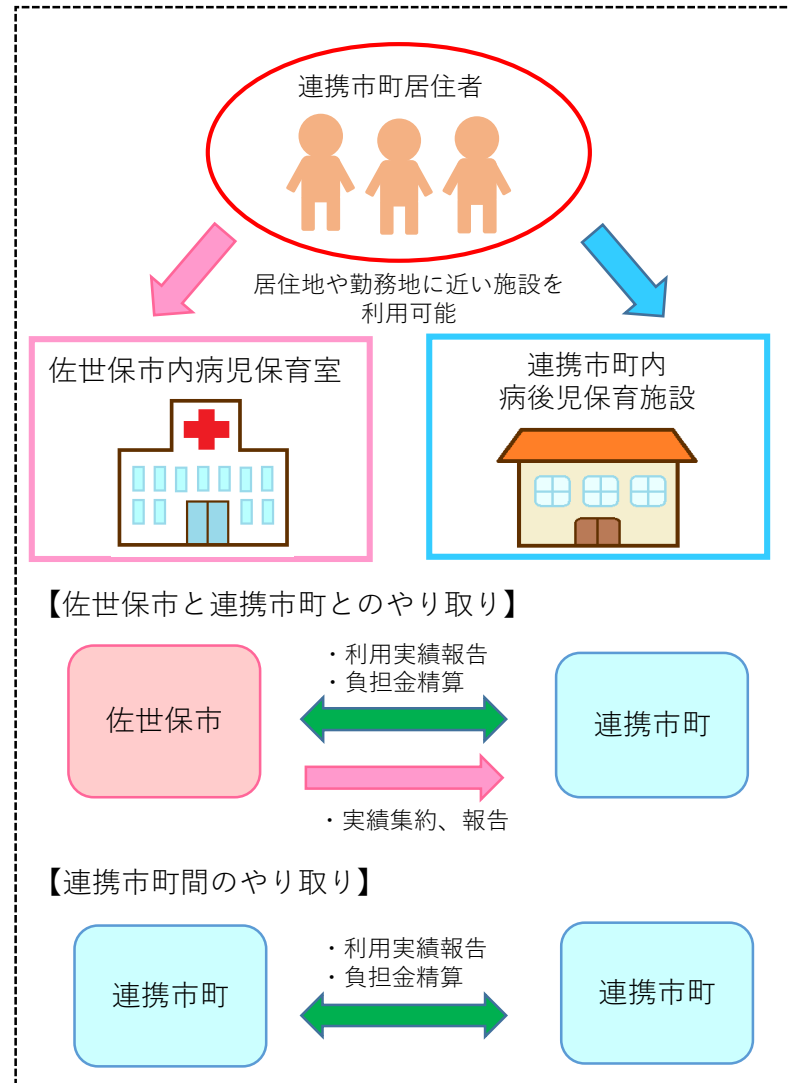 連携市町居住者
居住地や勤務地に近い施設を
利用可能
佐世保市内病児保育室
連携市町内
病後児保育施設
【佐世保市と連携市町とのやり取り】
・利用実績報告
・負担金精算
佐世保市
連携市町
・実績集約、報告
【連携市町間のやり取り】
・利用実績報告
・負担金精算
連携市町
連携市町